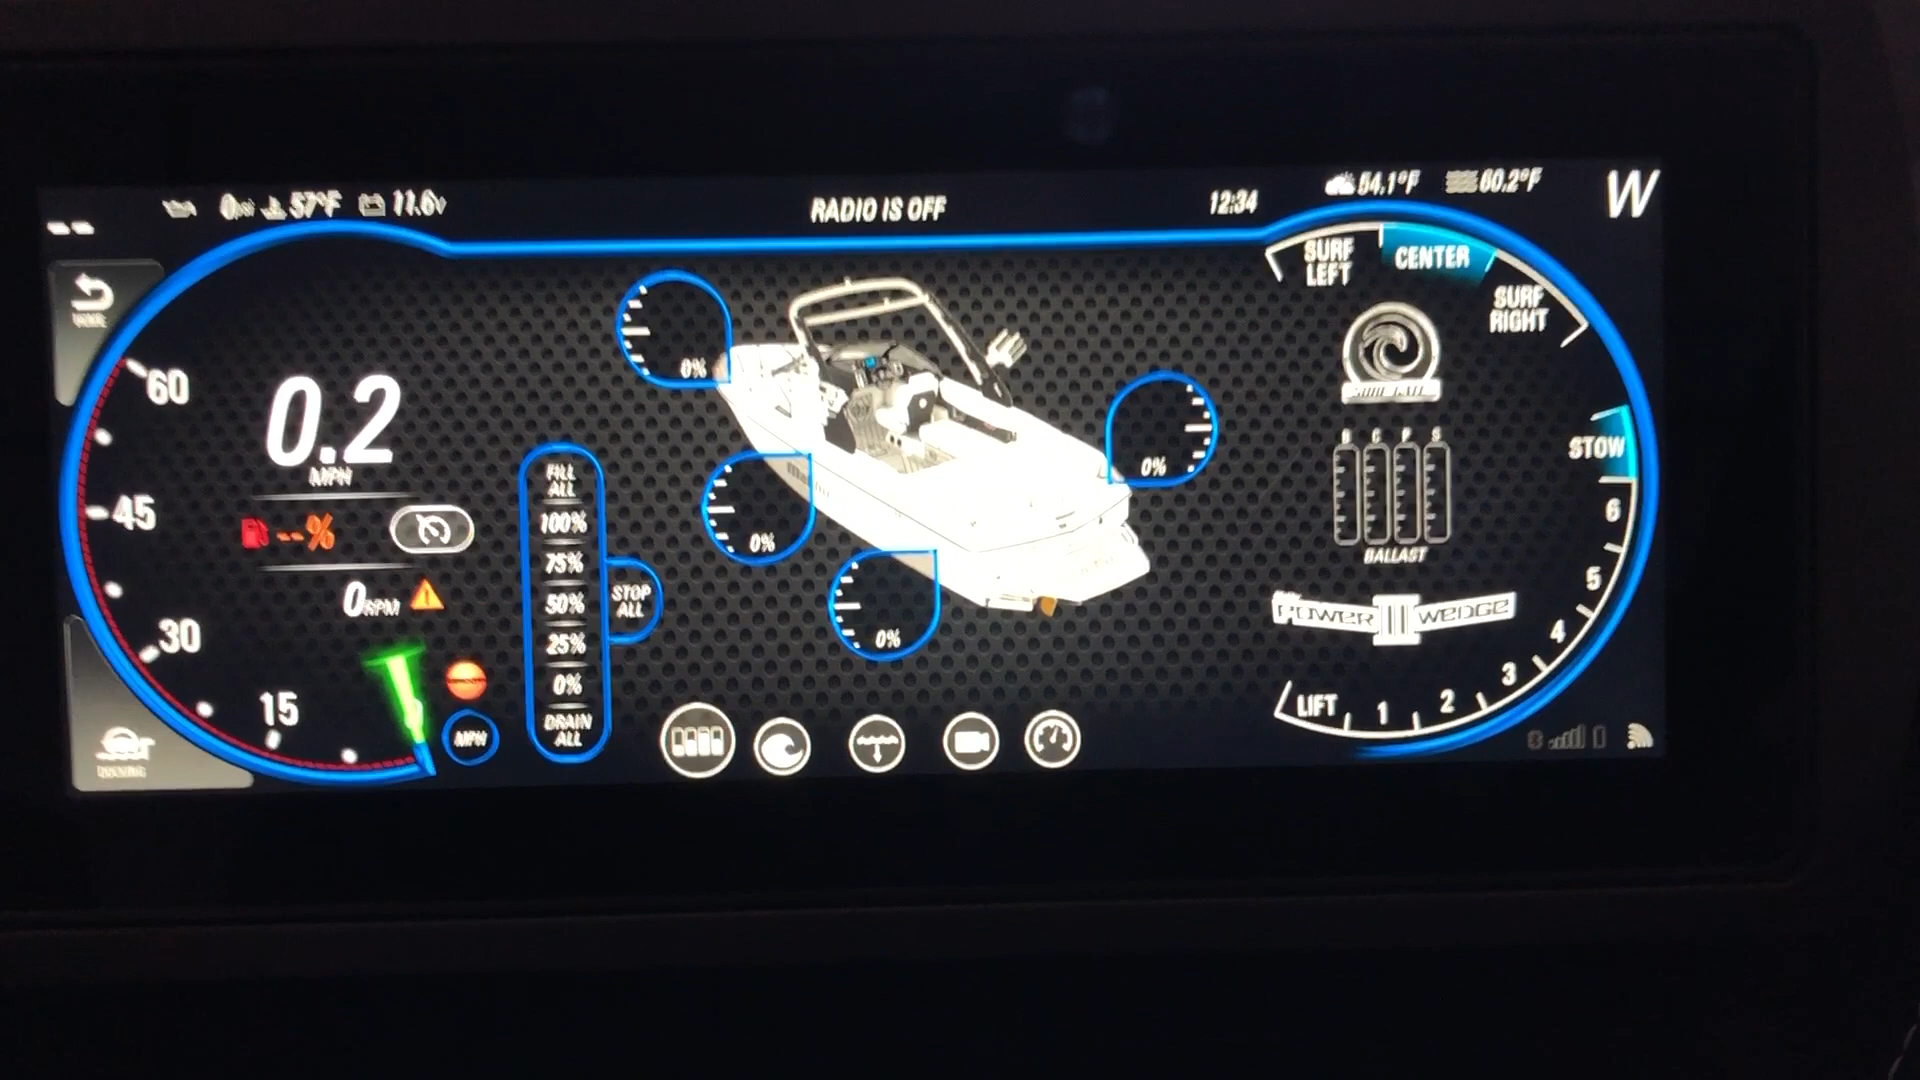 -- 0PSI 57°F 11.6V
RADIO IS OFF
12:34
54.1°F 60.2°F
W
60
45
30
15
0.2
MPH
--%
0RPM
MPH
FILL
ALL
100%
75%
50%
25%
0%
DRAIN
ALL
STOP
ALL
0%
0%
0%
0%
SURF
LEFT
CENTER
SURF
RIGHT
B C P S
BALLAST
POWER III WEDGE
STOW
6
5
4
3
2
1
LIFT